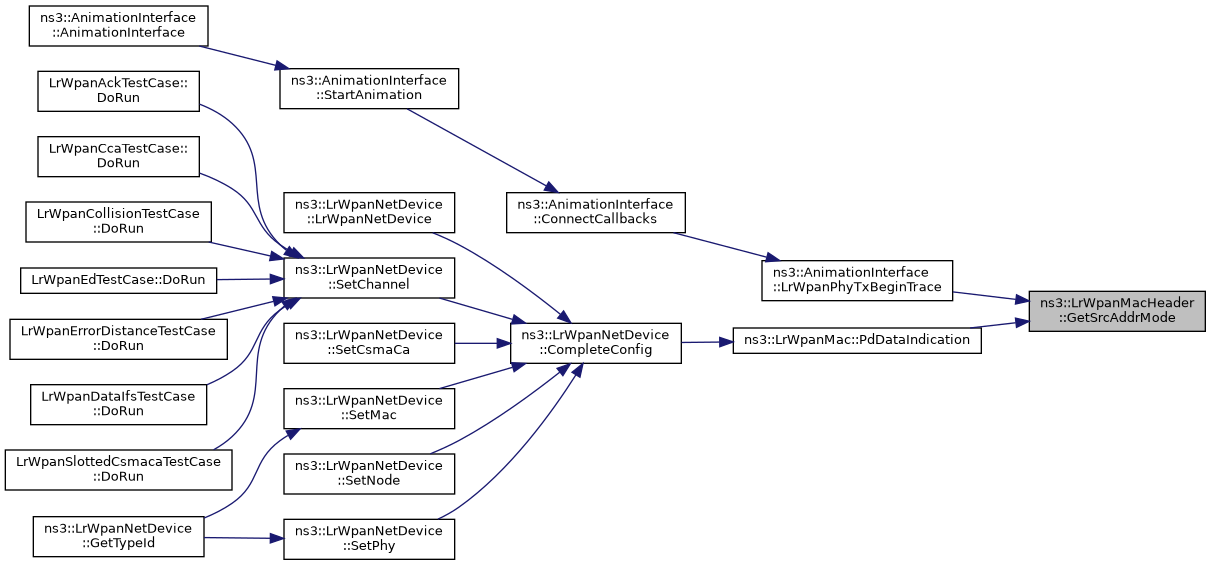 ns3::AnimationInterface
::AnimationInterface
LrWpanAckTestCase::
DoRun
LrWpanCcaTestCase::
DoRun
LrWpanCollisionTestCase
::DoRun
LrWpanEdTestCase::DoRun
LrWpanErrorDistanceTestCase
::DoRun
LrWpanDataIfsTestCase
::DoRun
LrWpanSlottedCsmacaTestCase
::DoRun
ns3::LrWpanNetDevice
::GetTypeId
ns3::AnimationInterface
::StartAnimation
ns3::LrWpanNetDevice
::LrWpanNetDevice
ns3::LrWpanNetDevice
::SetChannel
ns3::LrWpanNetDevice
::SetCsmaCa
ns3::LrWpanNetDevice
::SetMac
ns3::LrWpanNetDevice
::SetNode
ns3::LrWpanNetDevice
::SetPhy
ns3::AnimationInterface
::ConnectCallbacks
ns3::LrWpanNetDevice
::CompleteConfig
ns3::AnimationInterface
::LrWpanPhyTxBeginTrace
ns3::LrWpanMac::PdDataIndication
ns3::LrWpanMacHeader
::GetSrcAddrMode